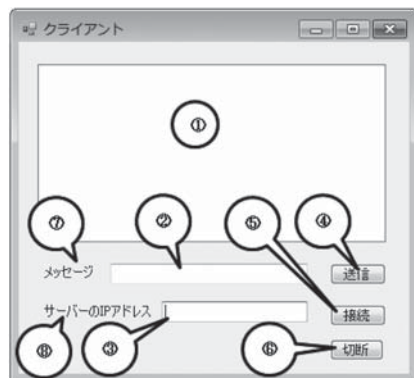 クライアント
①
⑦ ② ⑤ ④
メッセージ 送信
サーバーのIPアドレス 接続
⑧ ③ ⑥ 切断